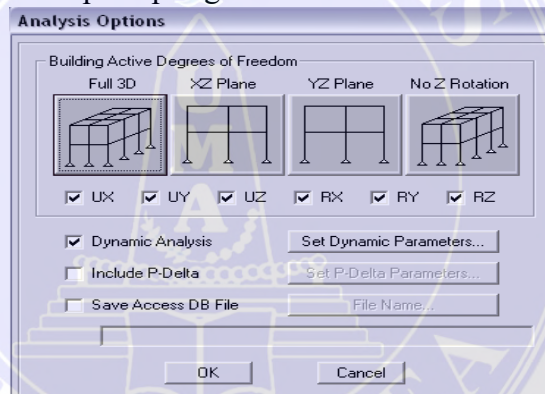 Analysis Options
Building Active Degrees of Freedom
Full 3D XZ Plane YZ Plane No Z Rotation
UX UY UZ RX RY RZ
Dynamic Analysis Set Dynamic Parameters...
Include P-Delta Set P-Delta Parameters...
Save Access DB File File Name...
OK Cancel
UMA